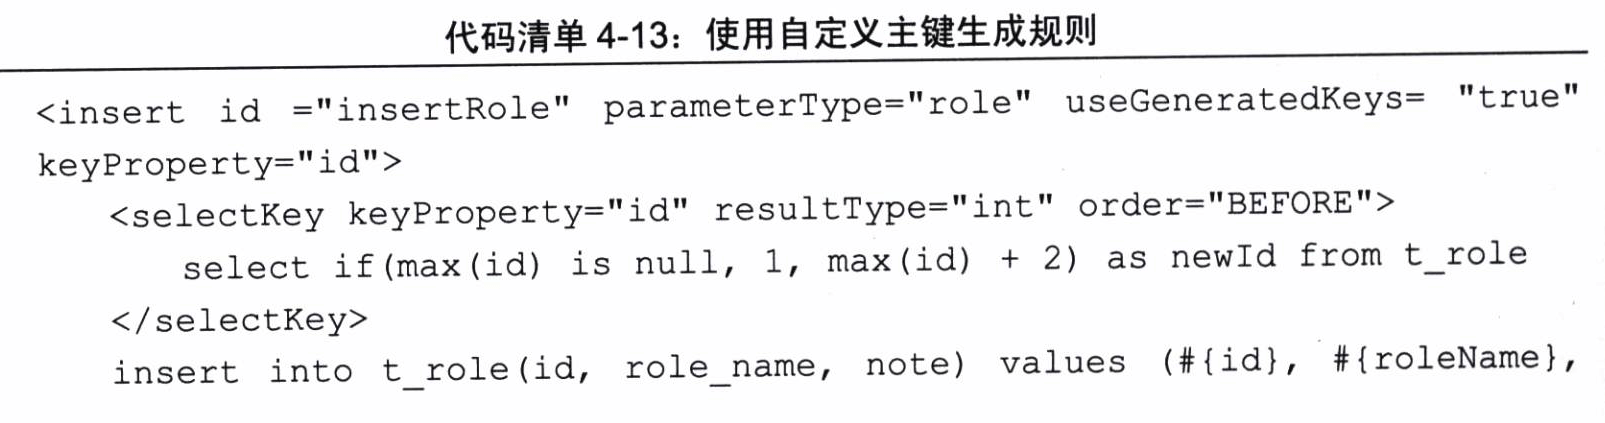 代码清单 4-13：使用自定义主键生成规则
<insert id ="insertRole" parameterType="role" useGeneratedKeys= "true"
keyProperty="id">
<selectKey keyProperty="id" resultType="int" order="BEFORE">
select if(max(id) is null, 1, max(id) + 2) as newId from t_role
</selectKey>
insert into t_role(id, role_name, note) values (#{id}, #{roleName},